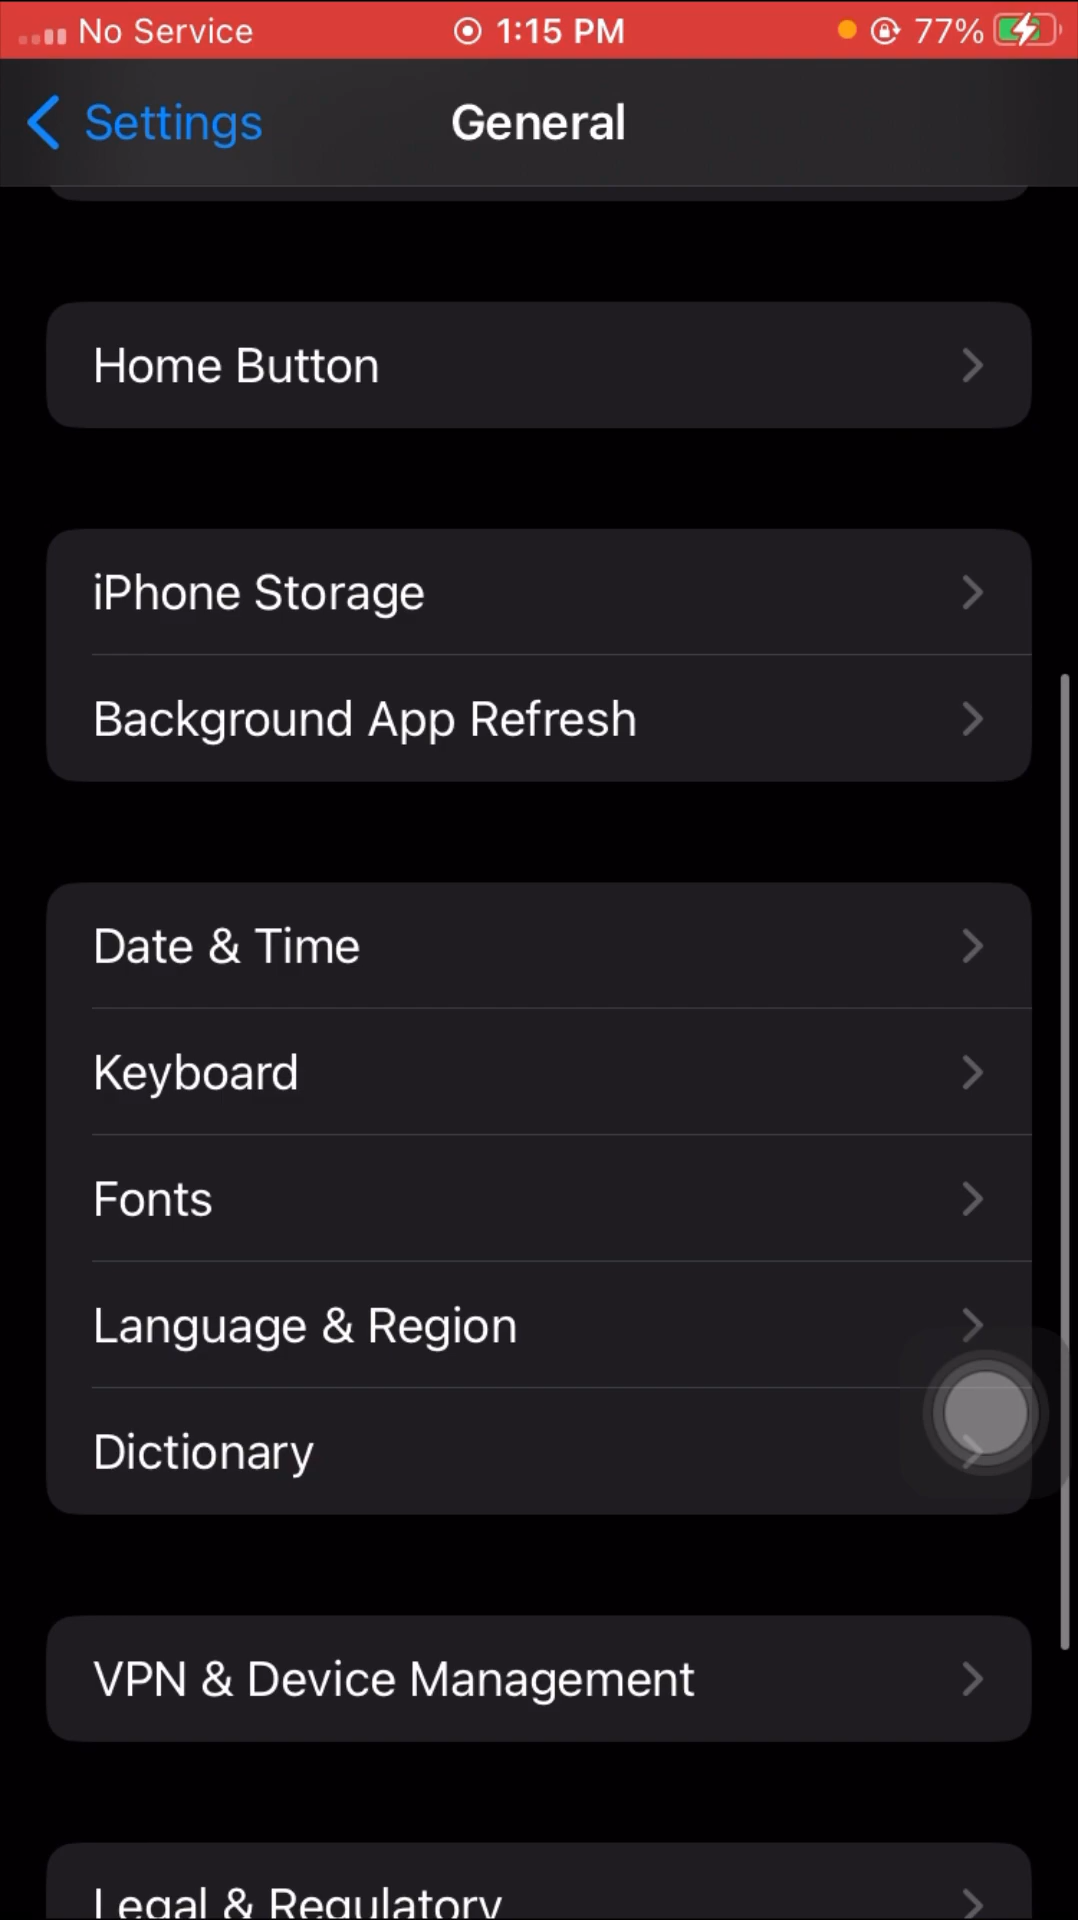 No Service 1:15 PM 77%
Settings General
Home Button
iPhone Storage
Background App Refresh
Date & Time
Keyboard
Fonts
Language & Region
Dictionary
VPN & Device Management
Legal & Regulatory